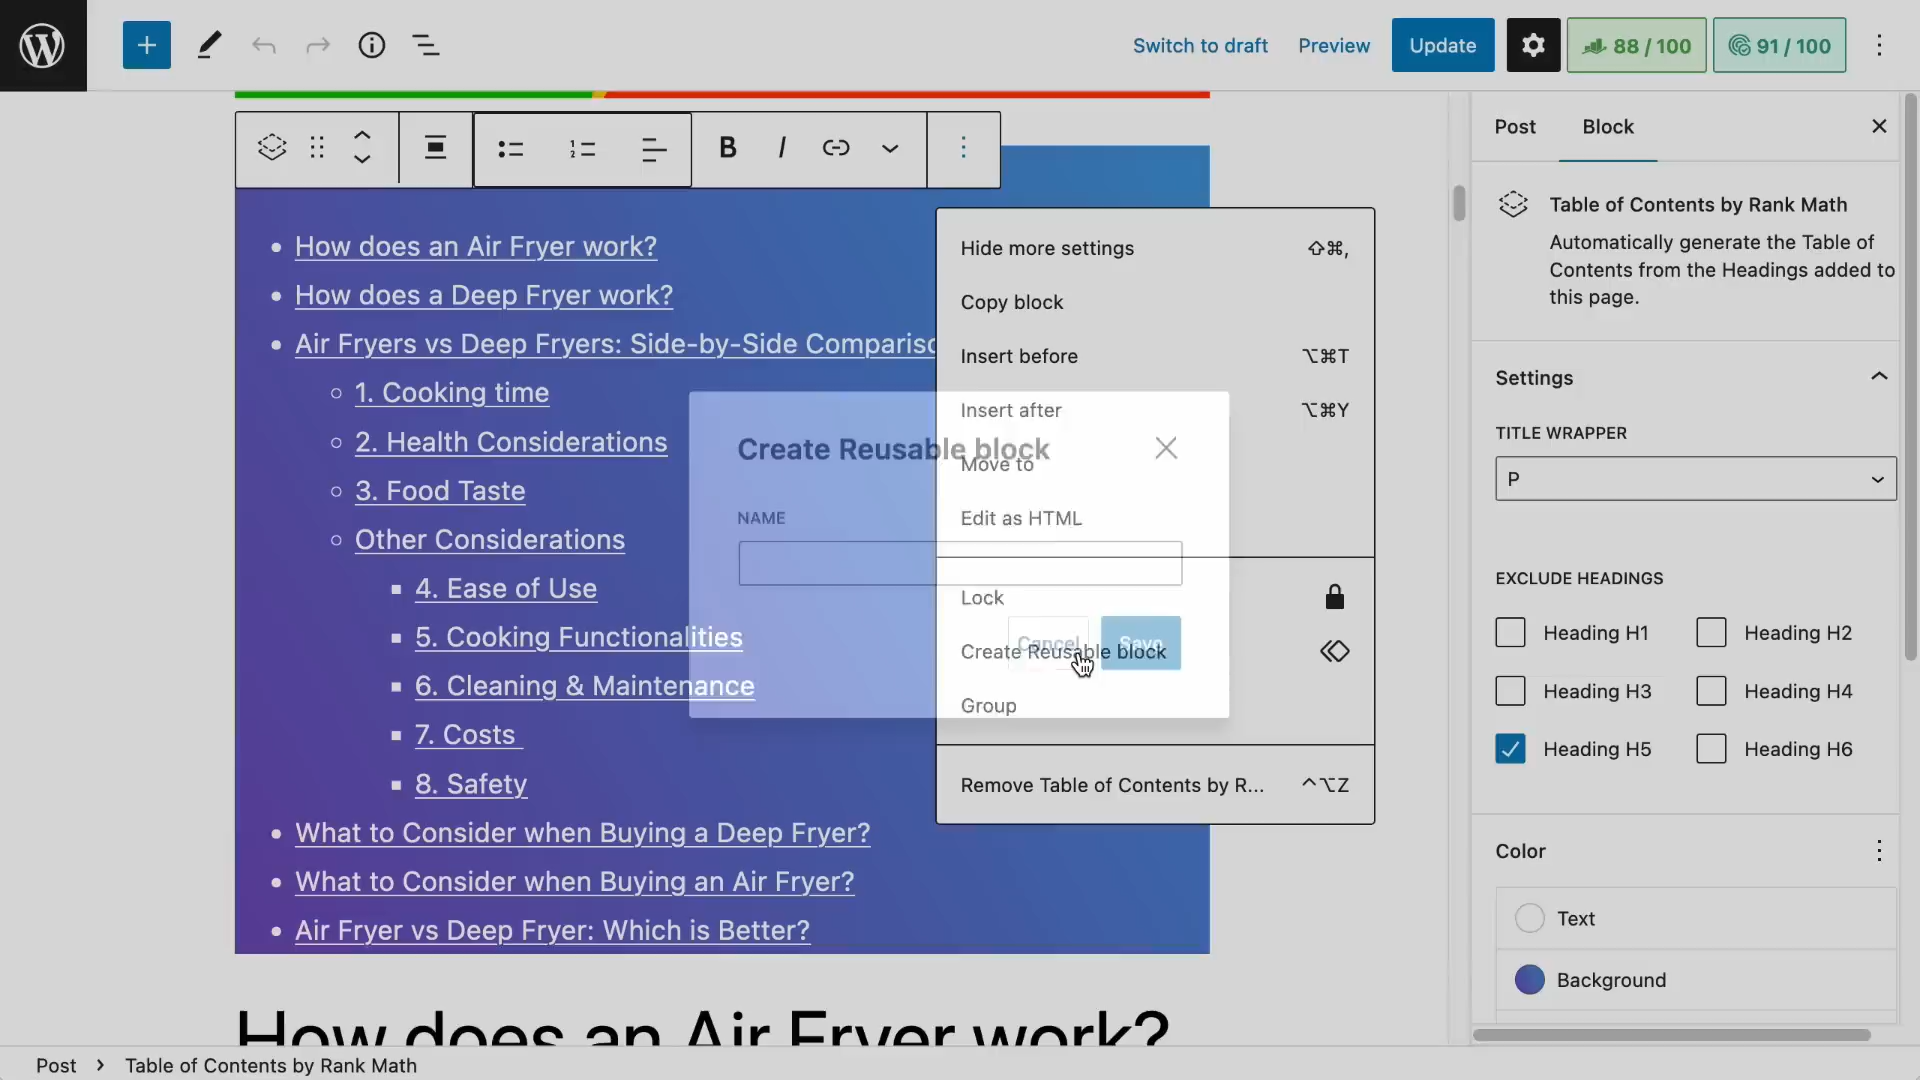 Switch to draft
Preview
Update
88 / 100
91 / 100
B
I
Post
Block
Table of Contents by Rank Math
Automatically generate the Table of
Contents from the Headings added to
this page.
Settings
TITLE WRAPPER
P
EXCLUDE HEADINGS
Heading H1
Heading H2
Heading H3
Heading H4
Heading H5
Heading H6
Color
Text
Background
How does an Air Fryer work?
How does a Deep Fryer work?
Air Fryers vs Deep Fryers: Side-by-Side
1. Cooking time
2. Health Considerations
3. Food Taste
Other Considerations
4. Ease of Use
5. Cooking Functionalities
6. Cleaning & Maintenance
7. Costs
8. Safety
What to Consider when Buying a Deep Fryer?
What to Consider when Buying an Air Fryer?
Air Fryer vs Deep Fryer: Which is Better?
Hide more settings ⇧⌘,
Copy block
Insert before ⌥⌘T
Insert after ⌥⌘Y
Move to
Edit as HTML
Lock
Create Reusable block
Group
Remove Table of Contents by R... ^⌥Z
Create Reusable block
NAME
Cancel
Save
How does an Air Fryer work?
Post > Table of Contents by Rank Math